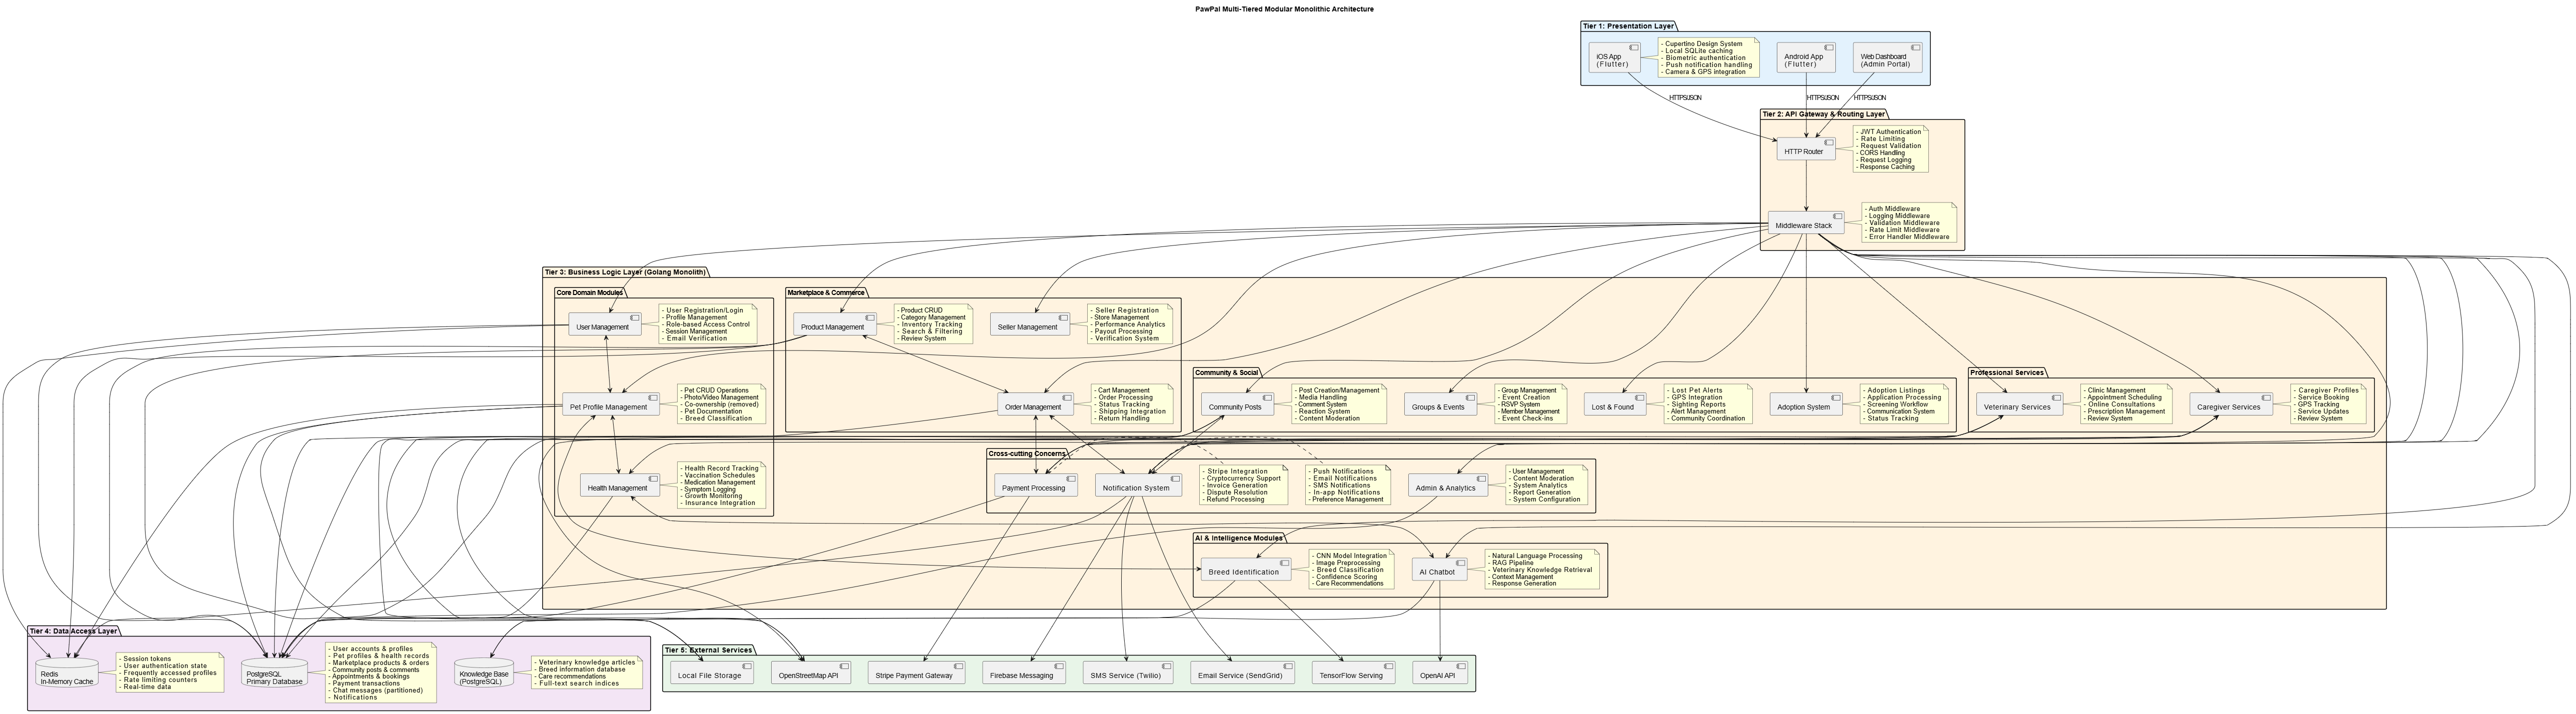 PawPal Multi-Tiered Modular Monolithic Architecture
Tier 1: Presentation Layer
iOS App
(Flutter)
- Cupertino Design System
- Local SQLite caching
- Biometric authentication
- Push notification handling
- Camera & GPS integration
Android App
(Flutter)
Web Dashboard
(Admin Portal)
HTTPS/JSON
HTTPS/JSON
HTTPS/JSON
Tier 2: API Gateway & Routing Layer
HTTP Router
- JWT Authentication
- Rate Limiting
- Request Validation
- CORS Handling
- Request Logging
- Response Caching
Middleware Stack
- Auth Middleware
- Logging Middleware
- Validation Middleware
- Rate Limit Middleware
- Error Handler Middleware
Tier 3: Business Logic Layer (Golang Monolith)
Core Domain Modules
User Management
- User Registration/Login
- Profile Management
- Role-based Access Control
- Session Management
- Email Verification
Pet Profile Management
- Pet CRUD Operations
- Photo/Video Management
- Co-ownership (removed)
- Pet Documentation
- Breed Classification
Health Management
- Health Record Tracking
- Vaccination Schedules
- Medication Management
- Symptom Logging
- Growth Monitoring
- Insurance Integration
Marketplace & Commerce
Product Management
- Product CRUD
- Category Management
- Inventory Tracking
- Search & Filtering
- Review System
Seller Management
- Seller Registration
- Store Management
- Performance Analytics
- Payout Processing
- Verification System
Order Management
- Cart Management
- Order Processing
- Status Tracking
- Shipping Integration
- Return Handling
Community & Social
Community Posts
- Post Creation/Management
- Media Handling
- Comment System
- Reaction System
- Content Moderation
Groups & Events
- Group Management
- Event Creation
- RSVP System
- Member Management
- Event Check-ins
Lost & Found
- Lost Pet Alerts
- GPS Integration
- Sighting Reports
- Alert Management
- Community Coordination
Adoption System
- Adoption Listings
- Application Processing
- Screening Workflow
- Communication System
- Status Tracking
Professional Services
Veterinary Services
- Clinic Management
- Appointment Scheduling
- Online Consultations
- Prescription Management
- Review System
Caregiver Services
- Caregiver Profiles
- Service Booking
- GPS Tracking
- Service Updates
- Review System
Cross-cutting Concerns
Payment Processing
Notification System
- Stripe Integration
- Cryptocurrency Support
- Invoice Generation
- Dispute Resolution
- Refund Processing
- Push Notifications
- Email Notifications
- SMS Notifications
- In-app Notifications
- Preference Management
Admin & Analytics
- User Management
- Content Moderation
- System Analytics
- Report Generation
- System Configuration
AI & Intelligence Modules
Breed Identification
- CNN Model Integration
- Image Preprocessing
- Breed Classification
- Confidence Scoring
- Care Recommendations
AI Chatbot
- Natural Language Processing
- RAG Pipeline
- Veterinary Knowledge Retrieval
- Context Management
- Response Generation
Tier 4: Data Access Layer
Redis
In-Memory Cache
- Session tokens
- User authentication state
- Frequently accessed profiles
- Rate limiting counters
- Real-time data
PostgreSQL
Primary Database
- User accounts & profiles
- Pet profiles & health records
- Marketplace products & orders
- Community posts & comments
- Appointments & bookings
- Payment transactions
- Chat messages (partitioned)
- Notifications
Knowledge Base
(PostgreSQL)
- Veterinary knowledge articles
- Breed information database
- Care recommendations
- Full-text search indices
Tier 5: External Services
Local File Storage
OpenStreetMap API
Stripe Payment Gateway
Firebase Messaging
SMS Service (Twilio)
Email Service (SendGrid)
TensorFlow Serving
OpenAI API